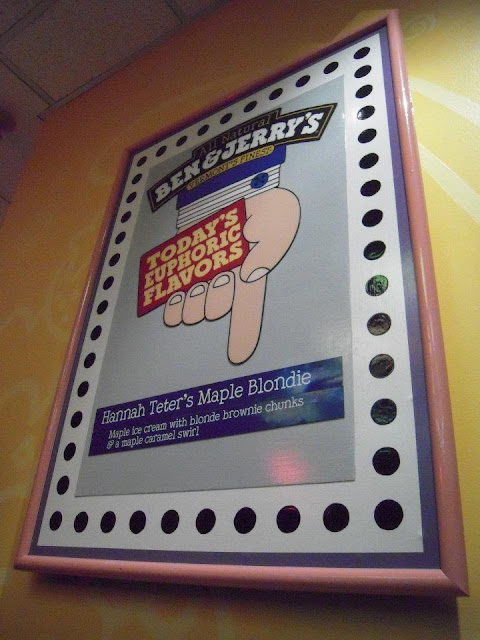 All Natural
BEN & JERRY'S
VERMONT'S FINEST
TODAY'S
EUPHORIC
FLAVORS
Hannah Teter's Maple Blondie
Maple ice cream with blonde brownie chunks
& a maple caramel swirl